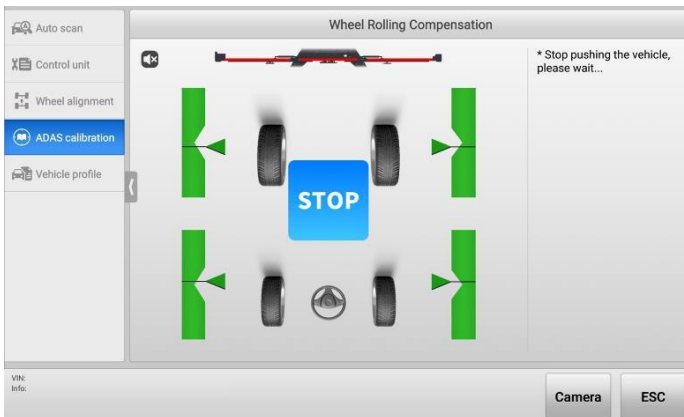 Auto scan
Control unit
Wheel alignment
ADAS calibration
Vehicle profile
Wheel Rolling Compensation
* Stop pushing the vehicle,
please wait...
STOP
VIN:
Info:
Camera
ESC